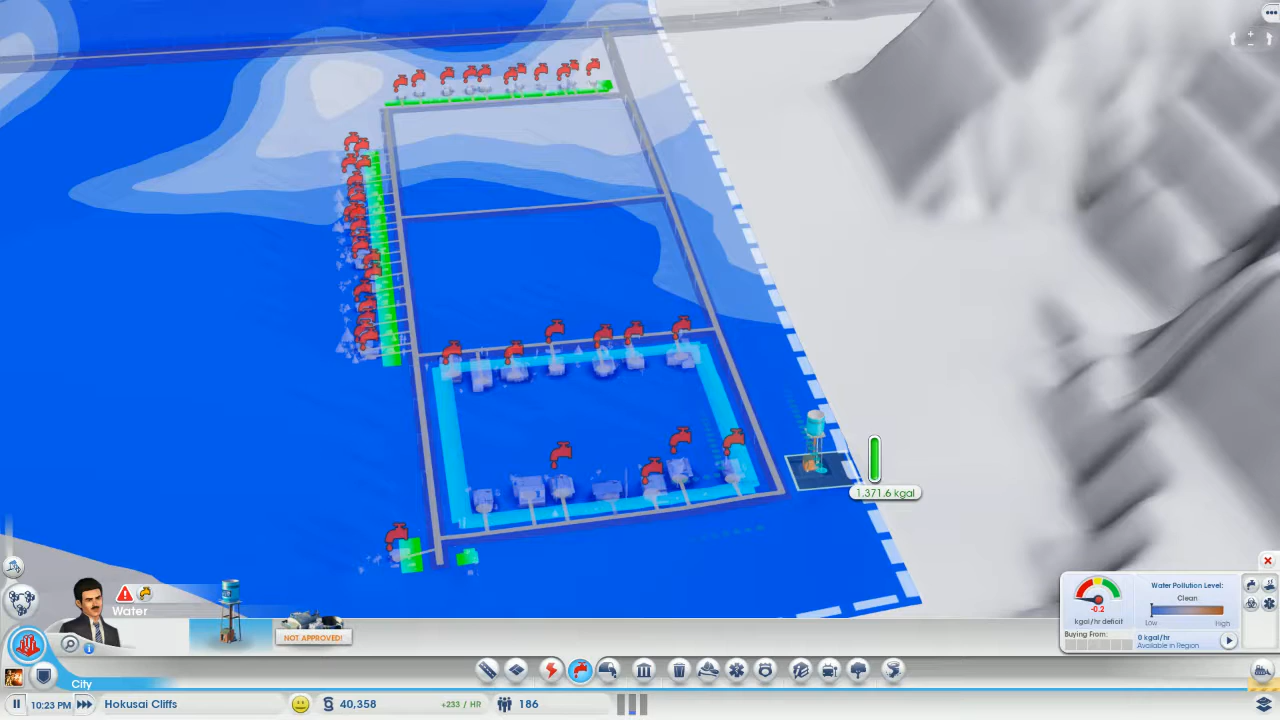 1.371.6 kgal
Water
NOT APPROVED!
City
10:23 PM
Hokusai Cliffs
40,358
+233 / HR
186
-0.2
kgal/hr deficit
Water Pollution Level:
Clean
Low
High
Buying From:
0 kgal/hr
Available in Region